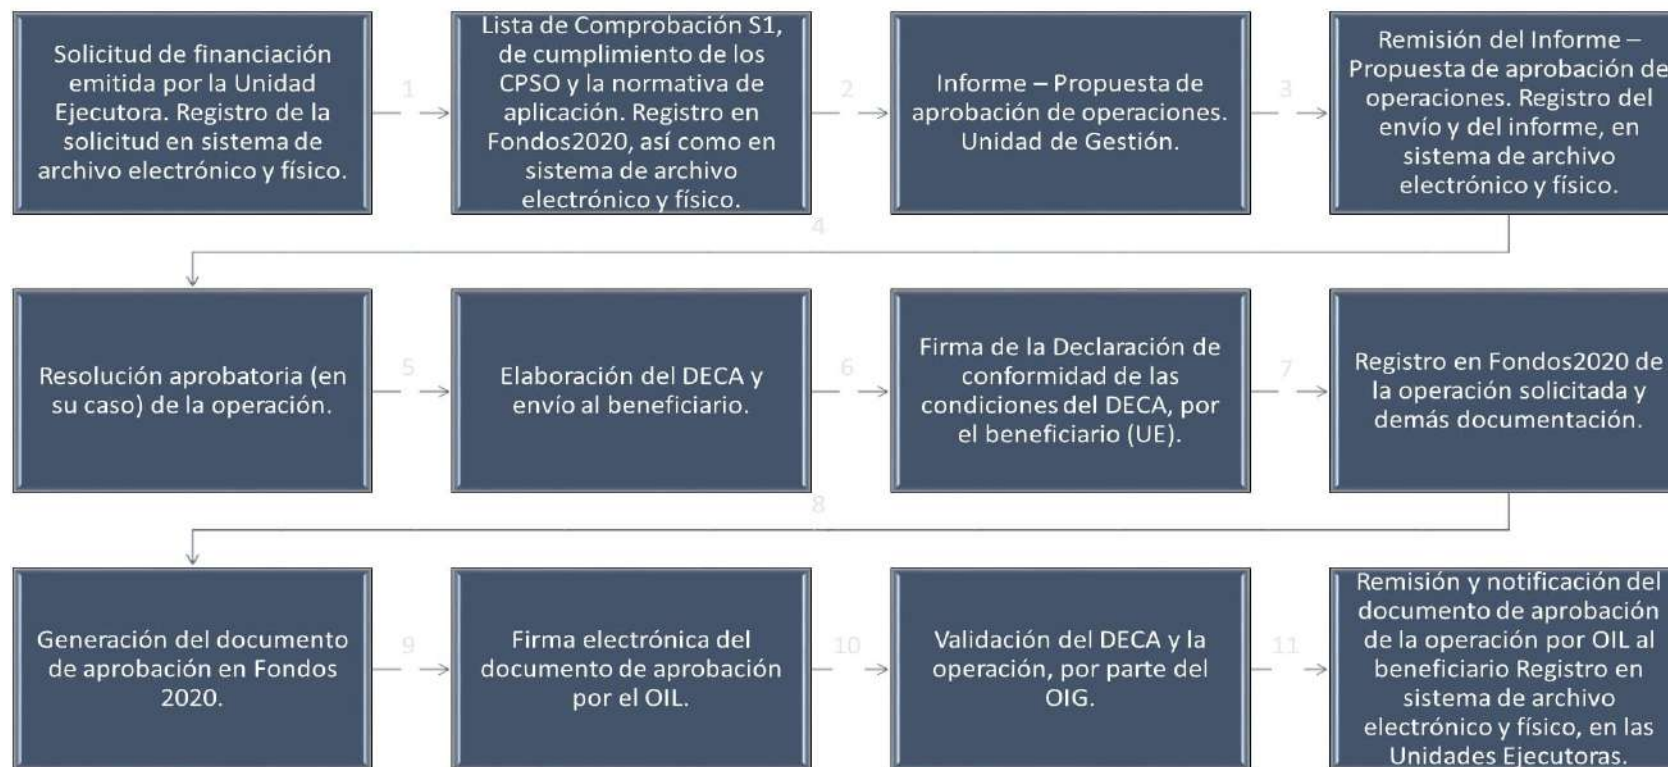 Solicitud de financiación
emitida por la Unidad
Ejecutora. Registro de la
solicitud en sistema de
archivo electrónico y físico.
1
Lista de Comprobación S1,
de cumplimiento de los
CPSO y la normativa de
aplicación. Registro en
Fondos2020, así como en
sistema de archivo
electrónico y físico.
2
Informe – Propuesta de
aprobación de operaciones.
Unidad de Gestión.
3
Remisión del Informe –
Propuesta de aprobación de
operaciones. Registro del
envío y del informe, en
sistema de archivo
electrónico y físico.
4
Resolución aprobatoria (en
su caso) de la operación.
5
Elaboración del DECA y
envío al beneficiario.
6
Firma de la Declaración de
conformidad de las
condiciones del DECA, por
el beneficiario (UE).
7
Registro en Fondos2020 de
la operación solicitada y
demás documentación.
8
Generación del documento
de aprobación en Fondos
2020.
9
Firma electrónica del
documento de aprobación
por el OIL.
10
Validación del DECA y la
operación, por parte del
OIG.
11
Remisión y notificación del
documento de aprobación
de la operación por OIL al
beneficiario Registro en
sistema de archivo
electrónico y físico, en las
Unidades Ejecutoras.